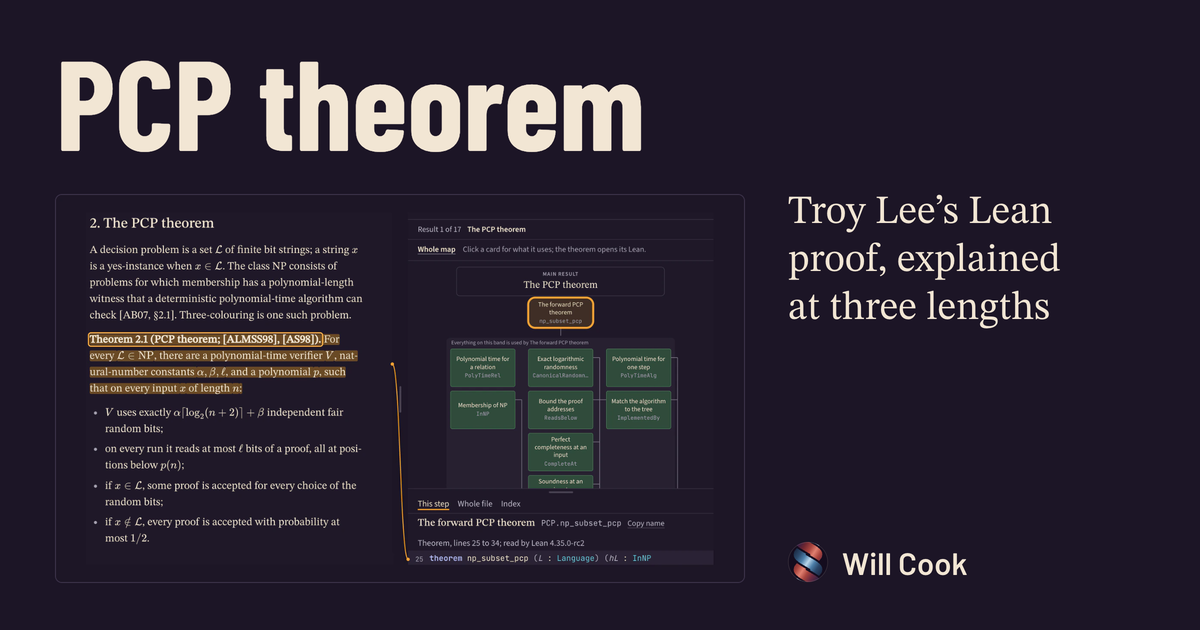 PCP theorem
2. The PCP theorem
A decision problem is a set ℒ of finite bit strings; a string x
is a yes-instance when x ∈ ℒ. The class NP consists of
problems for which membership has a polynomial-length
witness that a deterministic polynomial-time algorithm can
check [AB07, §2.1]. Three-colouring is one such problem.
Theorem 2.1 (PCP theorem; [ALMSS98], [AS98]). For
every ℒ ∈ NP, there are a polynomial-time verifier V, nat-
ural-number constants α, β, ℓ, and a polynomial p, such
that on every input x of length n:
• V uses exactly α⌈log₂(n + 2)⌉ + β independent fair
random bits;
• on every run it reads at most ℓ bits of a proof, all at posi-
tions below p(n);
• if x ∈ ℒ, some proof is accepted for every choice of the
random bits;
• if x ∉ ℒ, every proof is accepted with probability at
most 1/2.
Result 1 of 17 The PCP theorem
Whole map Click a card for what it uses; the theorem opens its Lean.
MAIN RESULT
The PCP theorem
The forward PCP
theorem
np_subset_pcp
Everything on this band is used by The forward PCP theorem
Polynomial time for
a relation
PolyTimeRel
Exact logarithmic
randomness
CanonicalRandomn…
Polynomial time for
one step
PolyTimeAlg
Membership of NP
InNP
Bound the proof
addresses
ReadsBelow
Match the algorithm
to the tree
ImplementedBy
Perfect
completeness at an
input
CompleteAt
Soundness at an
This step Whole file Index
The forward PCP theorem PCP.np_subset_pcp Copy name
Theorem, lines 25 to 34; read by Lean 4.35.0-rc2
25 theorem np_subset_pcp (L : Language) (hL : InNP
Troy Lee’s Lean
proof, explained
at three lengths
Will Cook